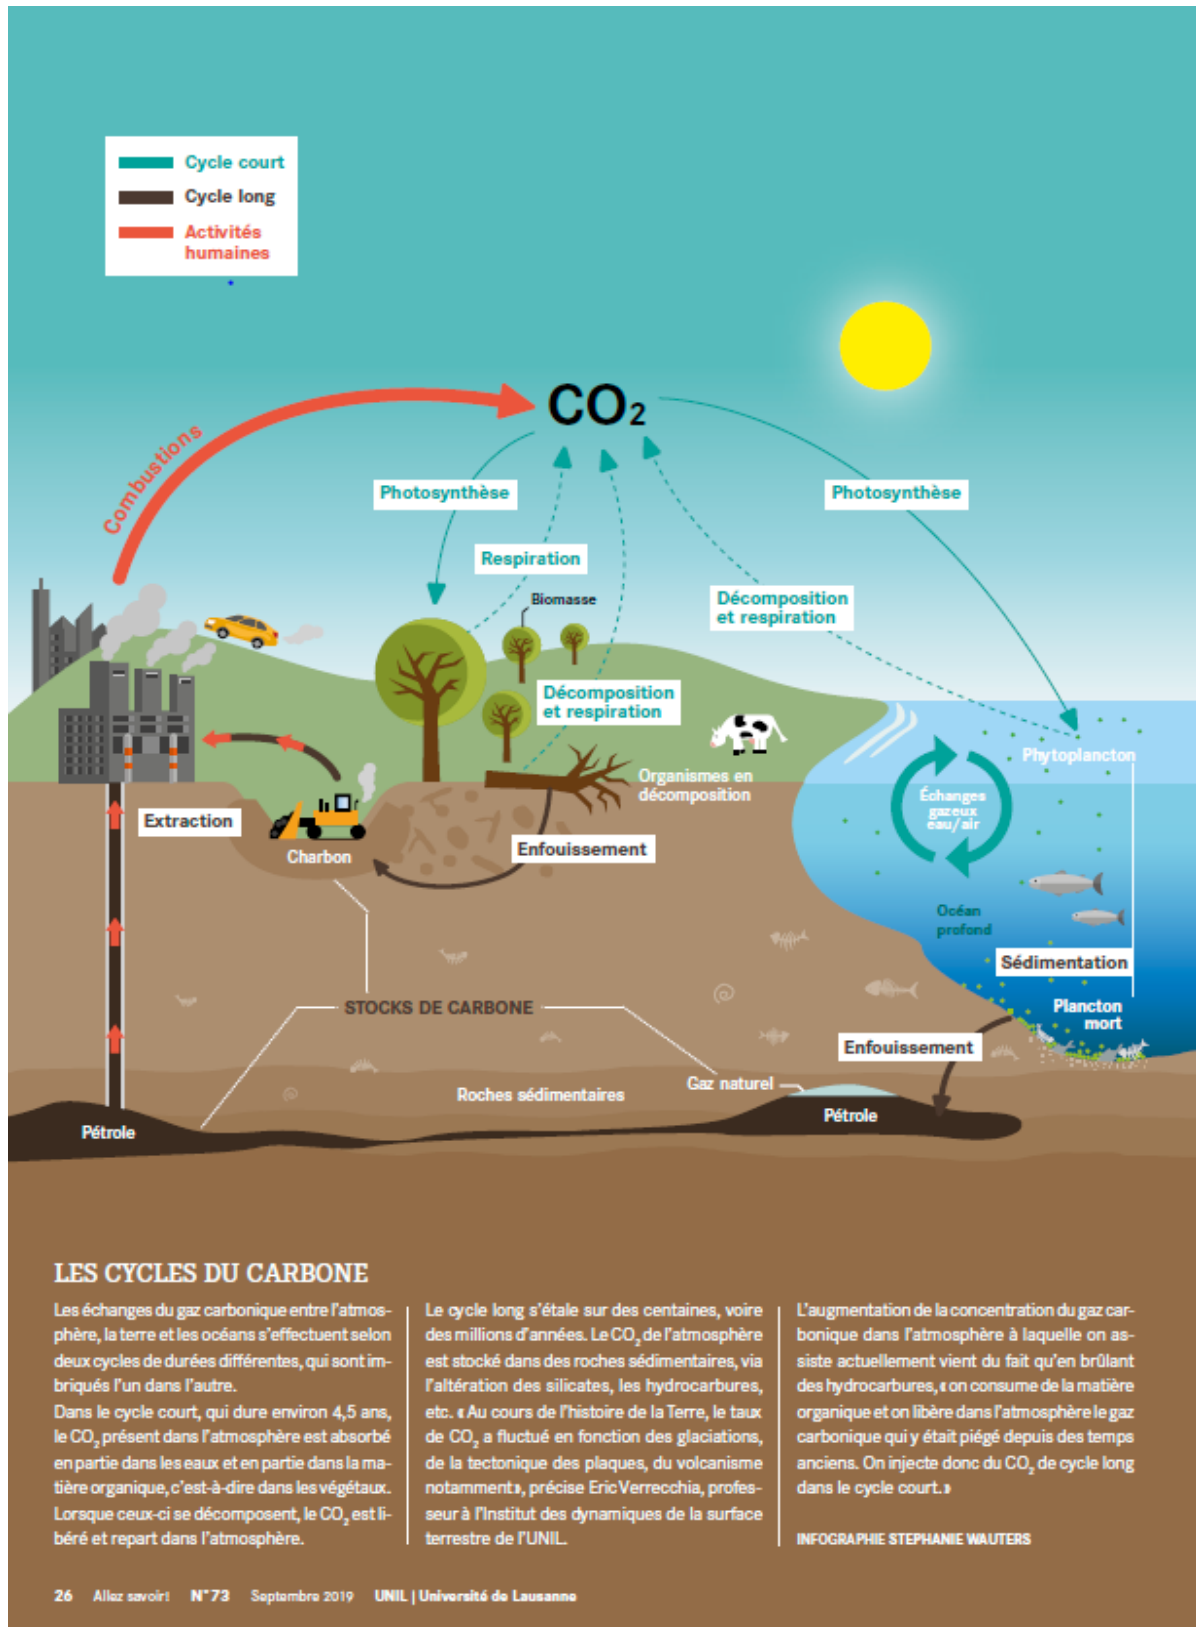 Cycle court
Cycle long
Activités
humaines
CO₂
Combustions
Photosynthèse
Photosynthèse
Respiration
Biomasse
Décomposition
et respiration
Décomposition
et respiration
Organismes en
décomposition
Phytoplancton
Échanges
gazeux
eau/air
Extraction
Charbon
Enfouissement
Océan
profond
Sédimentation
Plancton
mort
STOCKS DE CARBONE
Enfouissement
Gaz naturel
Roches sédimentaires
Pétrole
Pétrole
LES CYCLES DU CARBONE
Les échanges du gaz carbonique entre l'atmos-
phère, la terre et les océans s'effectuent selon
deux cycles de durées différentes, qui sont im-
briqués l'un dans l'autre.
Dans le cycle court, qui dure environ 4,5 ans,
le CO₂ présent dans l'atmosphère est absorbé
en partie dans les eaux et en partie dans la ma-
tière organique, c'est-à-dire dans les végétaux.
Lorsque ceux-ci se décomposent, le CO₂ est li-
béré et repart dans l'atmosphère.
Le cycle long s'étale sur des centaines, voire
des millions d'années. Le CO₂ de l'atmosphère
est stocké dans des roches sédimentaires, via
l'altération des silicates, les hydrocarbures,
etc. « Au cours de l'histoire de la Terre, le taux
de CO₂ a fluctué en fonction des glaciations,
de la tectonique des plaques, du volcanisme
notamment », précise Eric Verrecchia, profes-
seur à l'Institut des dynamiques de la surface
terrestre de l'UNIL.
L'augmentation de la concentration du gaz car-
bonique dans l'atmosphère à laquelle on as-
siste actuellement vient du fait qu'en brûlant
des hydrocarbures, « on consume de la matière
organique et on libère dans l'atmosphère le gaz
carbonique qui y était piégé depuis des temps
anciens. On injecte donc du CO₂ de cycle long
dans le cycle court. »
INFOGRAPHIE STEPHANIE WAUTERS
26 Allez savoir! N°73 Septembre 2019 UNIL | Université de Lausanne